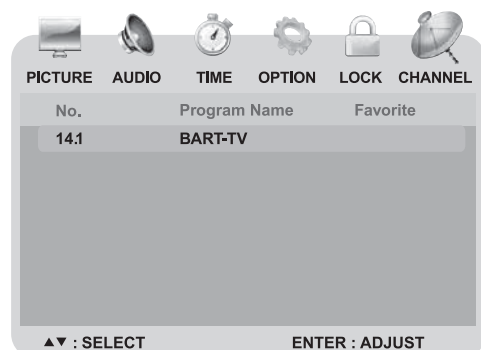 PICTURE AUDIO TIME OPTION LOCK CHANNEL
No. Program Name Favorite
14.1 BART-TV
▲▼ : SELECT ENTER : ADJUST